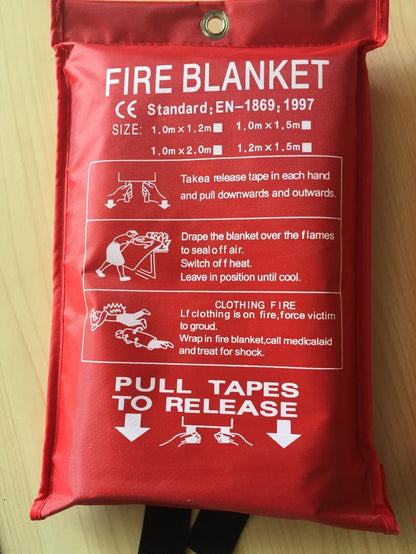 FIRE BLANKET
CE Standard:EN-1869:1997
SIZE: 1.0m×1.2m 1.0m×1.5m
1.0m×2.0m 1.2m×1.5m
Takea release tape in each hand
and pull downwards and outwards.
Drape the blanket over the flames
to seal off air.
Switch off heat.
Leave in position until cool.
CLOTHING FIRE
Lf clothing is on fire,force victim
to groud.
Wrap in fire blanket,call medicalaid
and treat for shock.
PULL TAPES
TO RELEASE